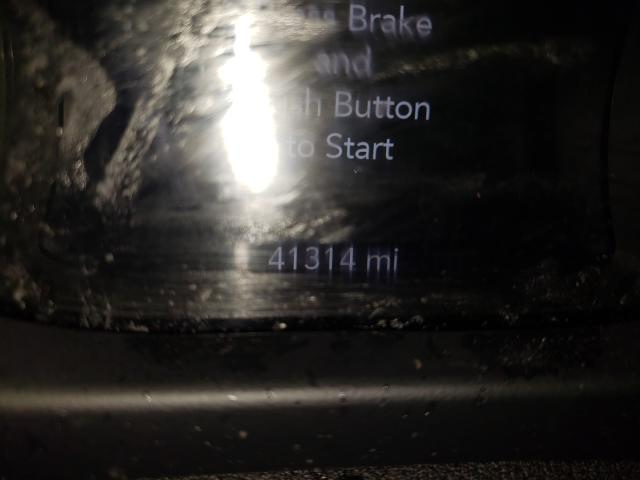 Brake
and
Button
to Start
41314 mi